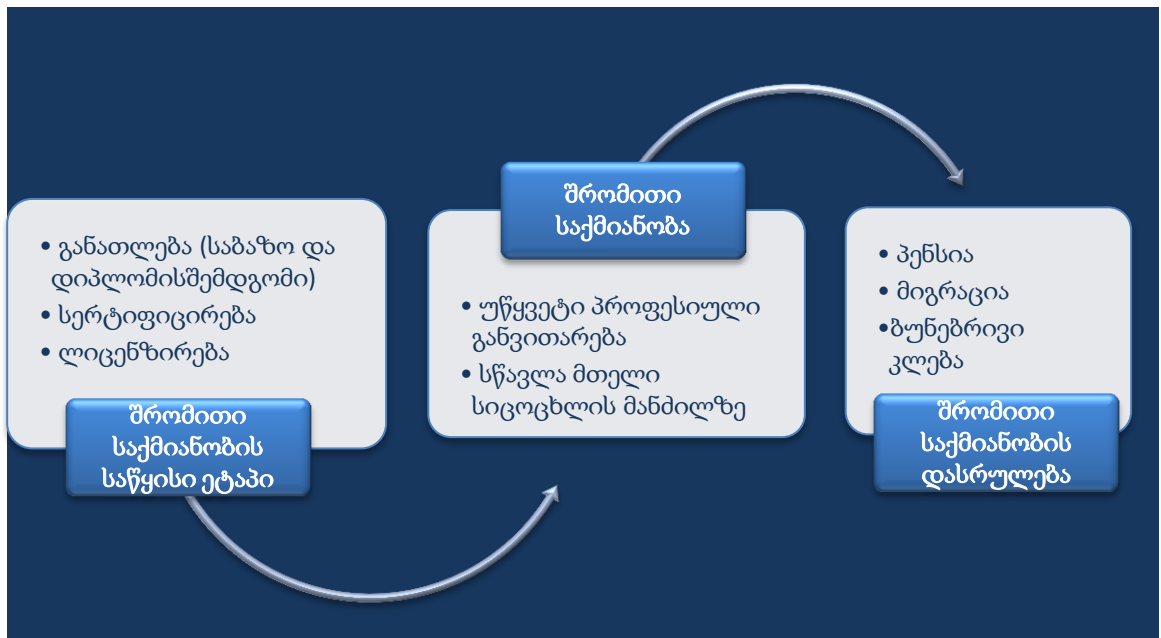 • განათლება (საბაზო და
დიპლომისშემდგომი)
• სერტიფიცირება
• ლიცენზირება
შრომითი
საქმიანობის
საწყისი ეტაპი
შრომითი
საქმიანობა
• უწყვეტი პროფესიული
განვითარება
• სწავლა მთელი
სიცოცხლის მანძილზე
• პენსია
• მიგრაცია
•ბუნებრივი
კლება
შრომითი
საქმიანობის
დასრულება